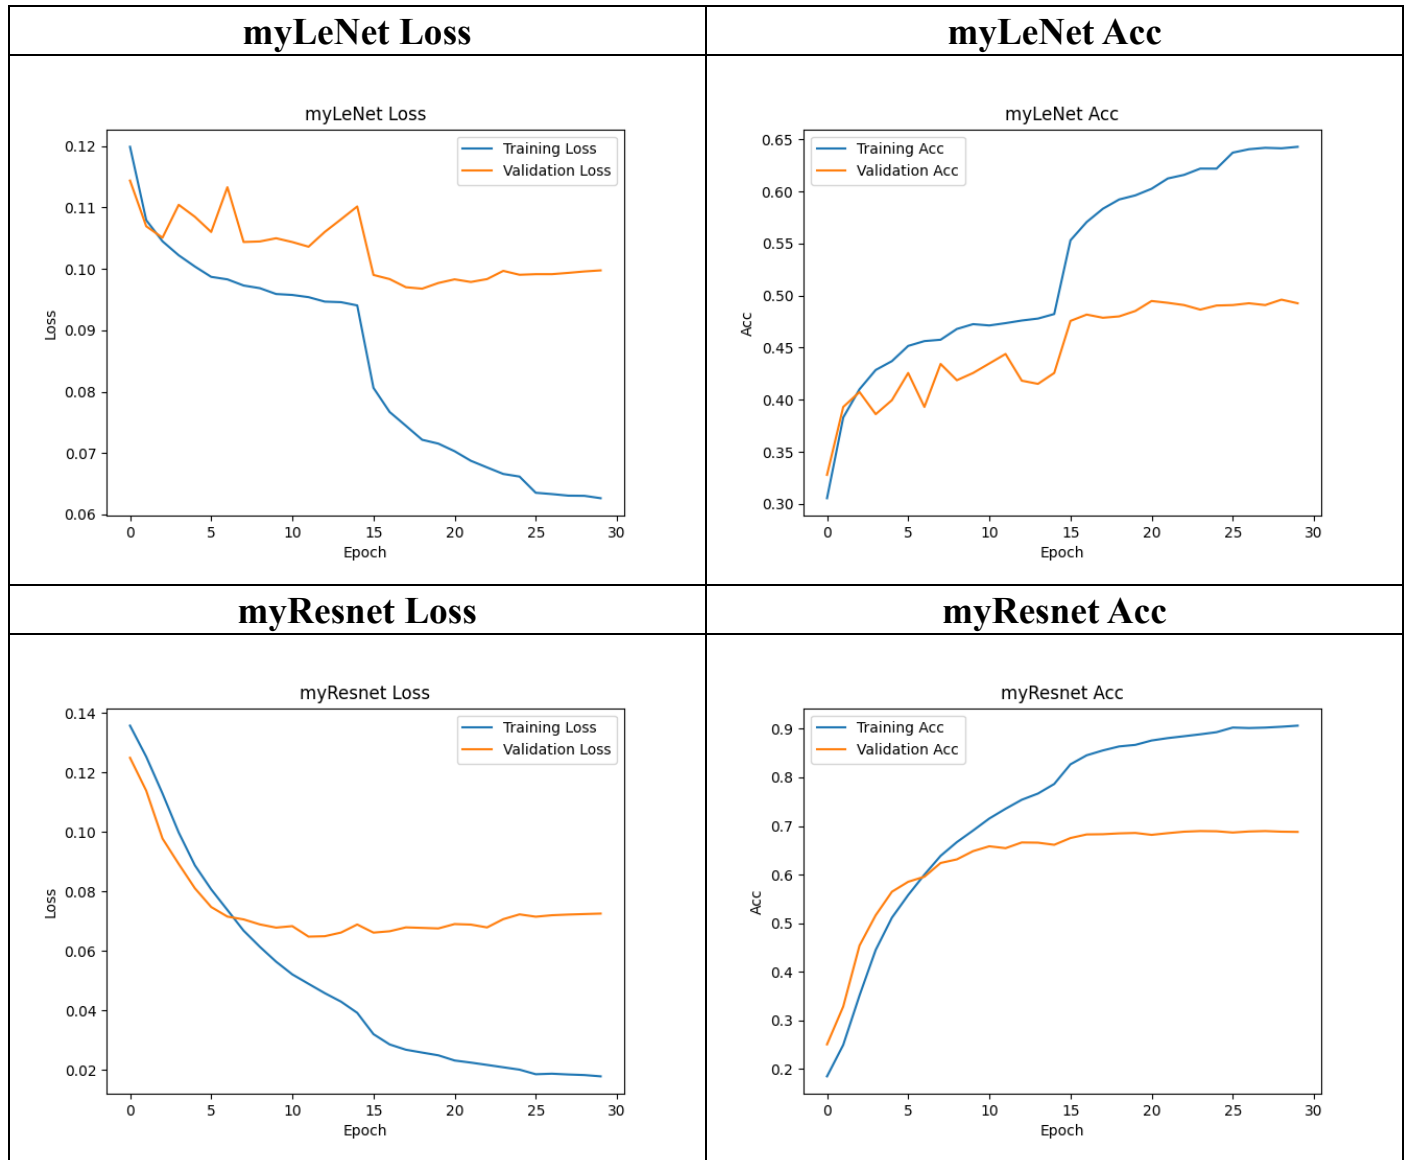 myLeNet Loss
myLeNet Acc
myLeNet Loss
Training Loss
Validation Loss
0.12
0.11
0.10
0.09
0.08
0.07
0.06
Loss
0 5 10 15 20 25 30
Epoch
myLeNet Acc
Training Acc
Validation Acc
0.65
0.60
0.55
0.50
0.45
0.40
0.35
0.30
Acc
0 5 10 15 20 25 30
Epoch
myResnet Loss
myResnet Acc
myResnet Loss
Training Loss
Validation Loss
0.14
0.12
0.10
0.08
0.06
0.04
0.02
Loss
0 5 10 15 20 25 30
Epoch
myResnet Acc
Training Acc
Validation Acc
0.9
0.8
0.7
0.6
0.5
0.4
0.3
0.2
Acc
0 5 10 15 20 25 30
Epoch